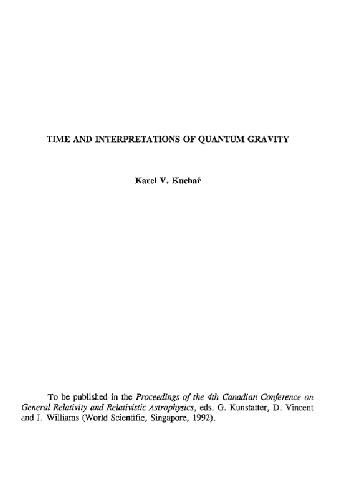 TIME AND INTERPRETATIONS OF QUANTUM GRAVITY
Karel V. Kuchař
To be published in the Proceedings of the 4th Canadian Conference on
General Relativity and Relativistic Astrophysics, eds. G. Kunstatter, D. Vincent
and J. Williams (World Scientific, Singapore, 1992).